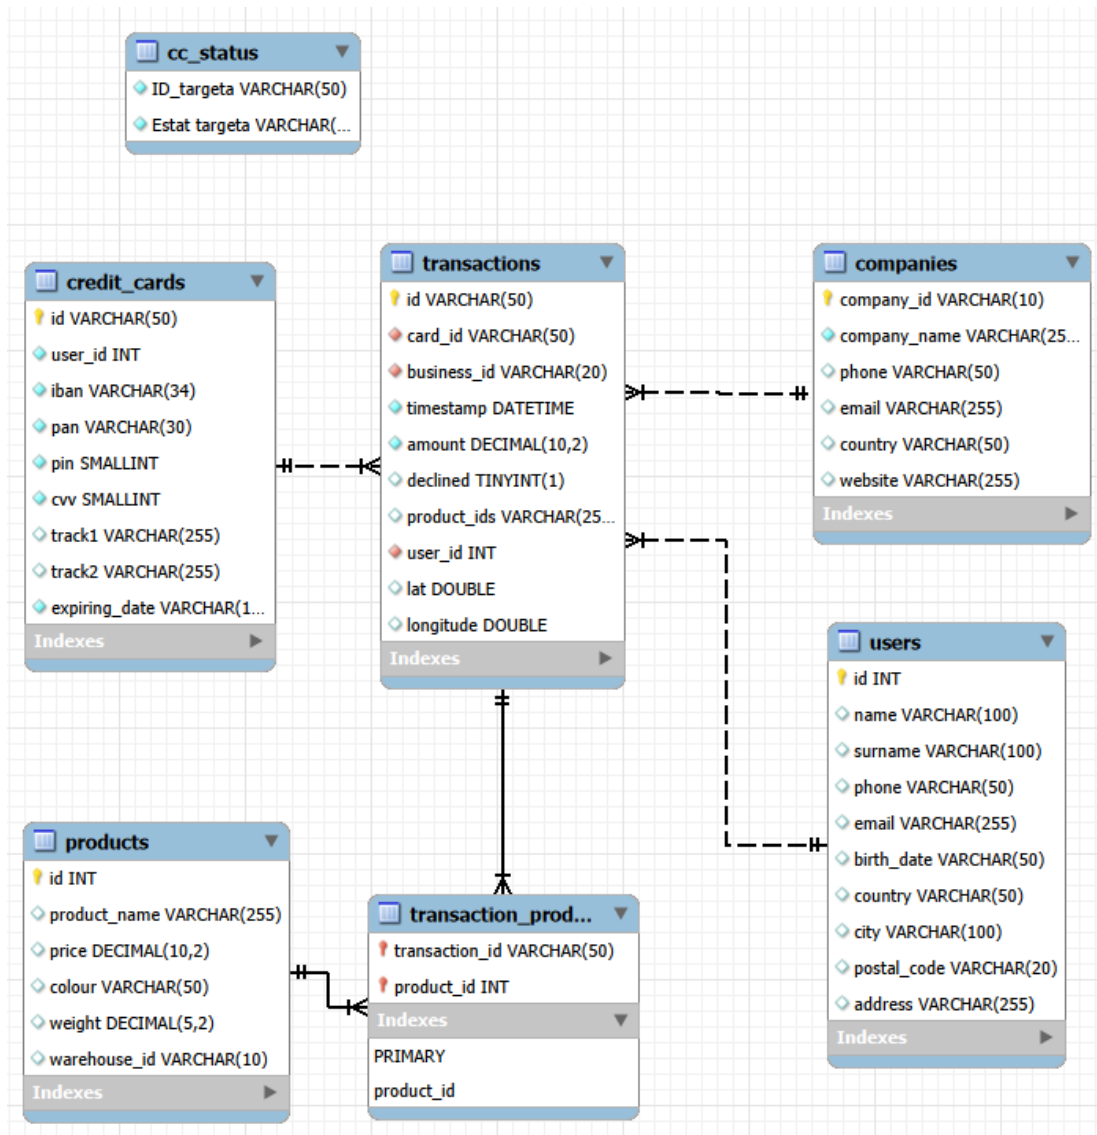 cc_status
ID_targeta VARCHAR(50)
Estat targeta VARCHAR(...
credit_cards
id VARCHAR(50)
user_id INT
iban VARCHAR(34)
pan VARCHAR(30)
pin SMALLINT
cvv SMALLINT
track1 VARCHAR(255)
track2 VARCHAR(255)
expiring_date VARCHAR(1...
Indexes
transactions
id VARCHAR(50)
card_id VARCHAR(50)
business_id VARCHAR(20)
timestamp DATETIME
amount DECIMAL(10,2)
declined TINYINT(1)
product_ids VARCHAR(25...
user_id INT
lat DOUBLE
longitude DOUBLE
Indexes
companies
company_id VARCHAR(10)
company_name VARCHAR(25...
phone VARCHAR(50)
email VARCHAR(255)
country VARCHAR(50)
website VARCHAR(255)
Indexes
users
id INT
name VARCHAR(100)
surname VARCHAR(100)
phone VARCHAR(50)
email VARCHAR(255)
birth_date VARCHAR(50)
country VARCHAR(50)
city VARCHAR(100)
postal_code VARCHAR(20)
address VARCHAR(255)
Indexes
products
id INT
product_name VARCHAR(255)
price DECIMAL(10,2)
colour VARCHAR(50)
weight DECIMAL(5,2)
warehouse_id VARCHAR(10)
Indexes
transaction_prod...
transaction_id VARCHAR(50)
product_id INT
Indexes
PRIMARY
product_id